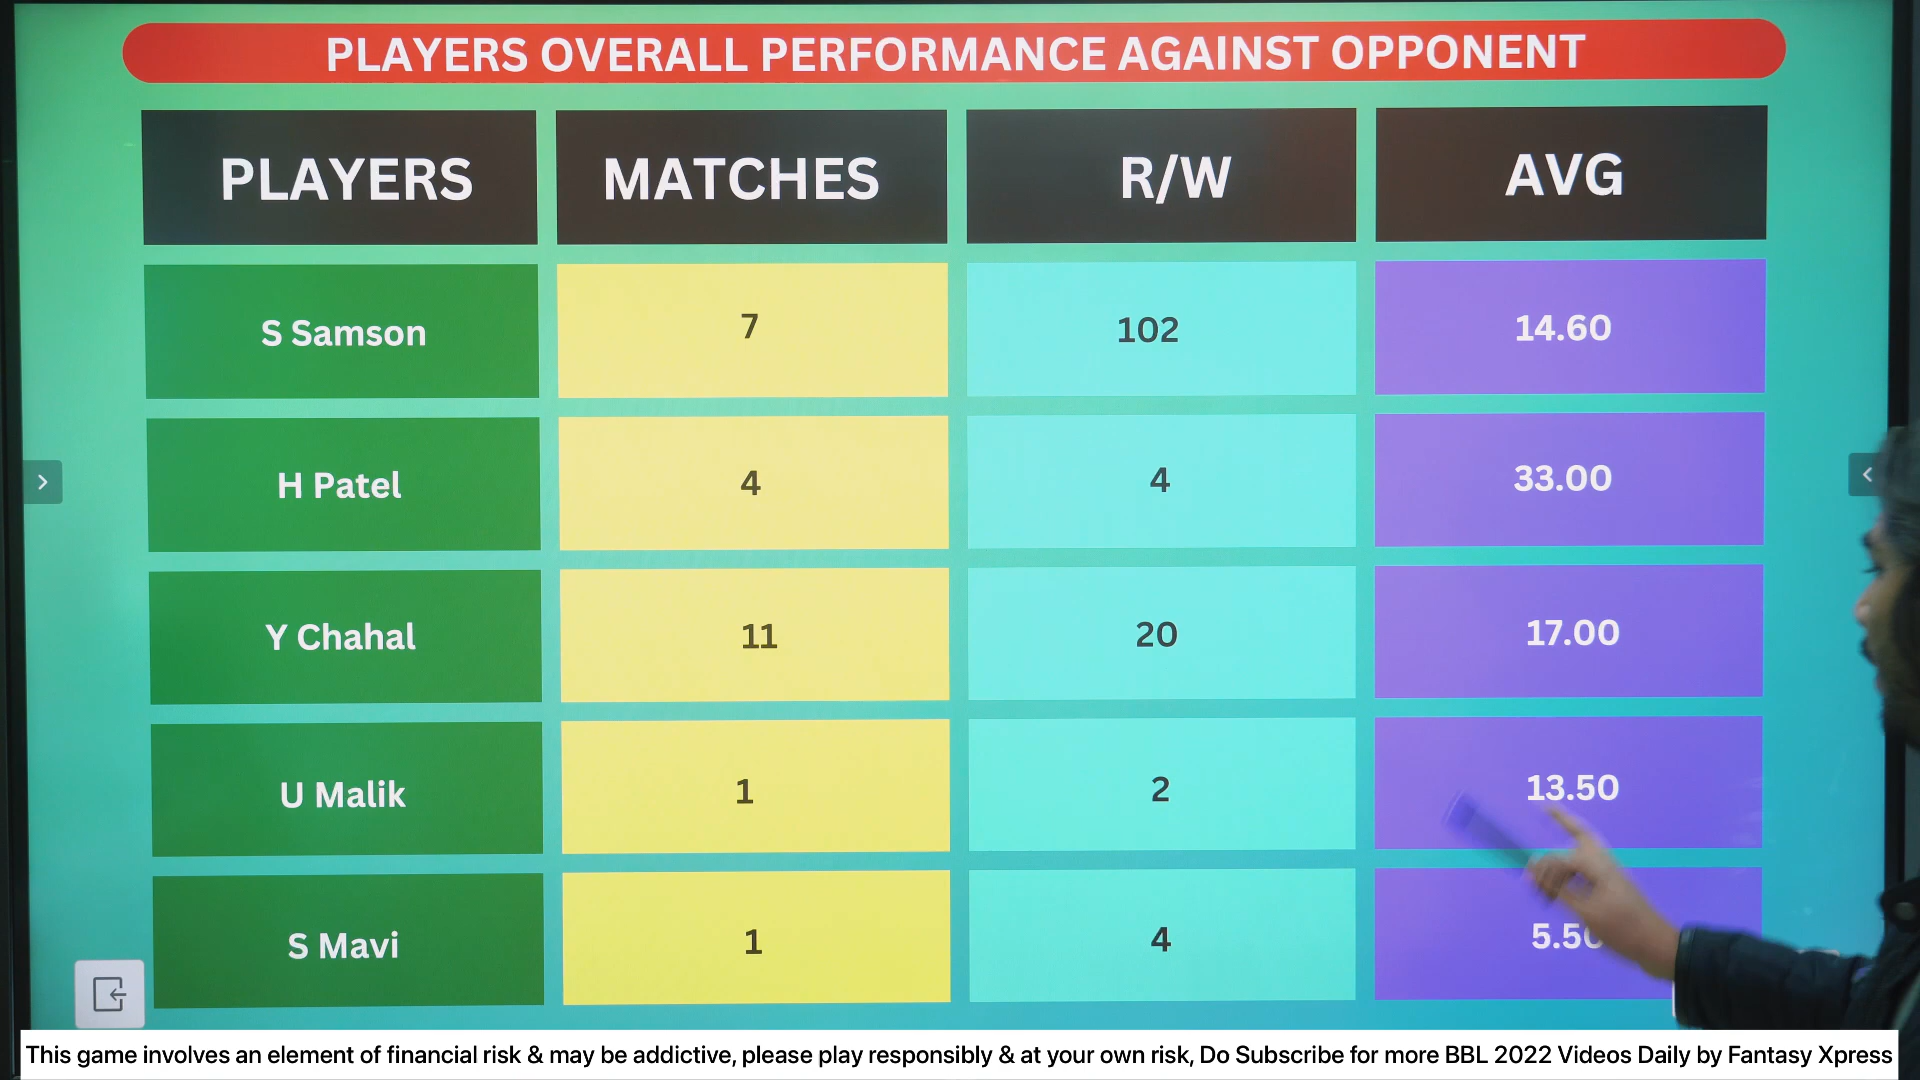 PLAYERS OVERALL PERFORMANCE AGAINST OPPONENT
PLAYERS MATCHES R/W AVG
S Samson 7 102 14.60
H Patel 4 4 33.00
Y Chahal 11 20 17.00
U Malik 1 2 13.50
S Mavi 1 4 5.50
This game involves an element of financial risk & may be addictive, please play responsibly & at your own risk, Do Subscribe for more BBL 2022 Videos Daily by Fantasy Xpress